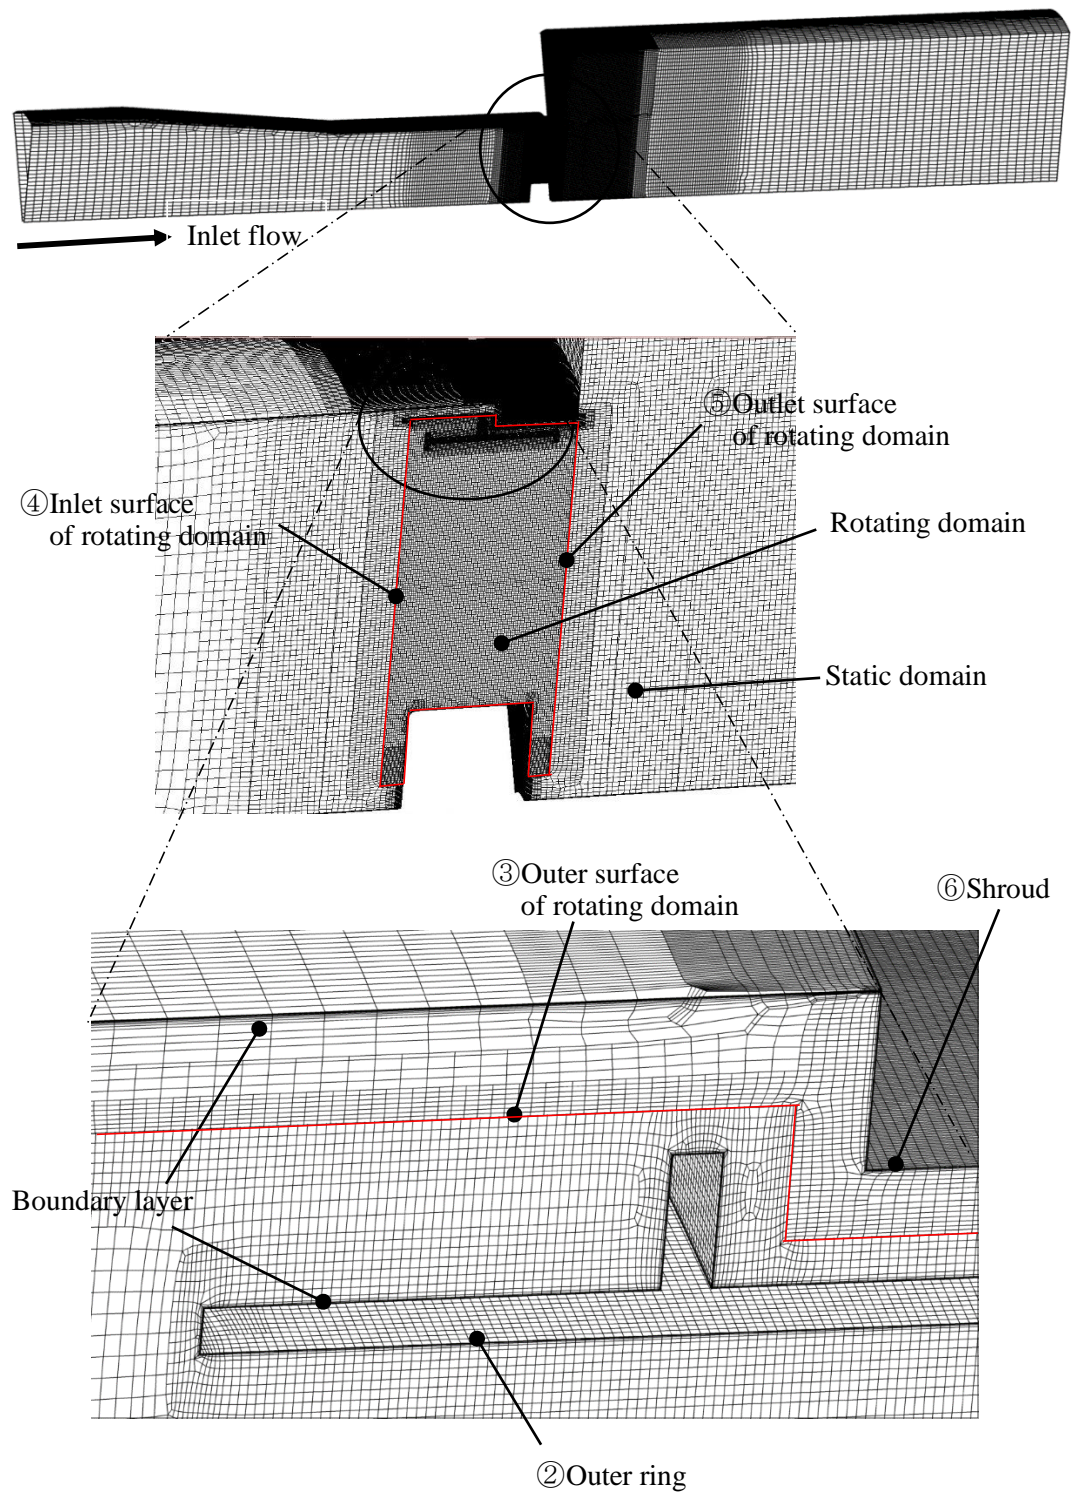 Inlet flow
⑤Outlet surface
of rotating domain
④Inlet surface
of rotating domain
Rotating domain
Static domain
③Outer surface
of rotating domain
⑥Shroud
Boundary layer
②Outer ring